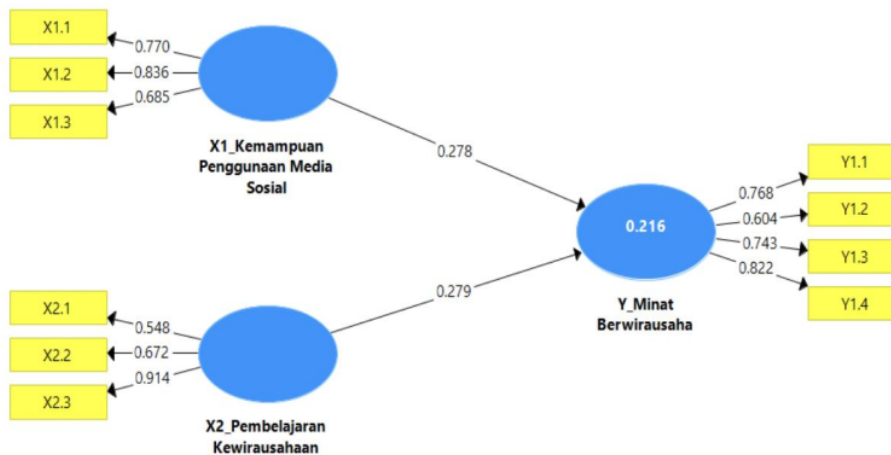 X1.1
X1.2
X1.3
0.770
0.836
0.685
X1_Kemampuan
Penggunaan Media
Sosial
0.278
X2.1
X2.2
X2.3
0.548
0.672
0.914
X2_Pembelajaran
Kewirausahaan
0.279
0.216
Y_Minat
Berwirausaha
0.768
0.604
0.743
0.822
Y1.1
Y1.2
Y1.3
Y1.4